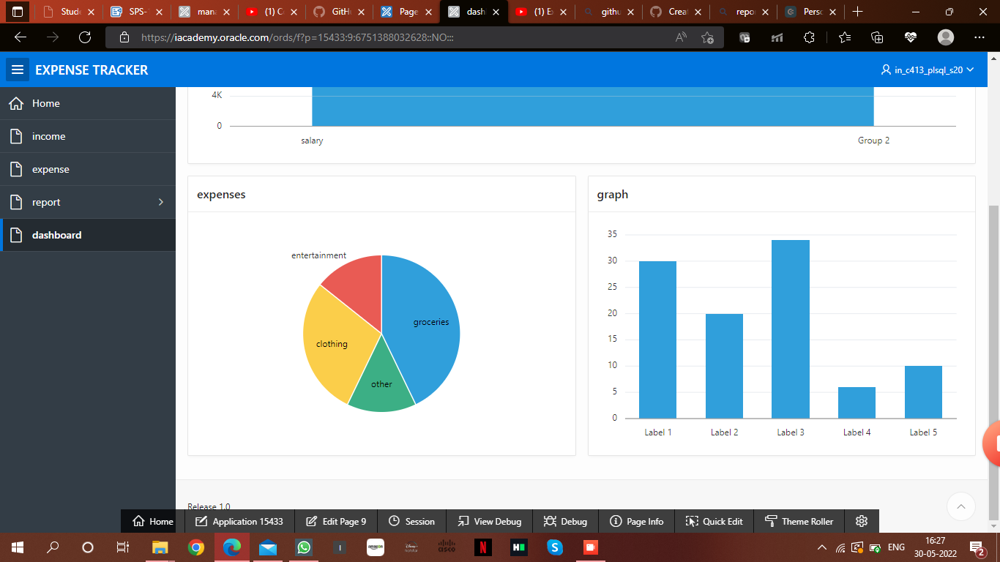 Stude
SPS-
mana
(1) C
GitH
Page
dash
(1) E
githu
Creat
repo
Perso
https://iacademy.oracle.com/ords/f?p=15433:9:6751388032628::NO:::
EXPENSE TRACKER
in_c413_plsql_s20
Home
income
expense
report
dashboard
4K
0
salary
Group 2
expenses
entertainment
groceries
clothing
other
graph
35
30
25
20
15
10
5
0
Label 1
Label 2
Label 3
Label 4
Label 5
Release 1.0
Home
Application 15433
Edit Page 9
Session
View Debug
Debug
Page Info
Quick Edit
Theme Roller
amazon
ENG
16:27
30-05-2022
2